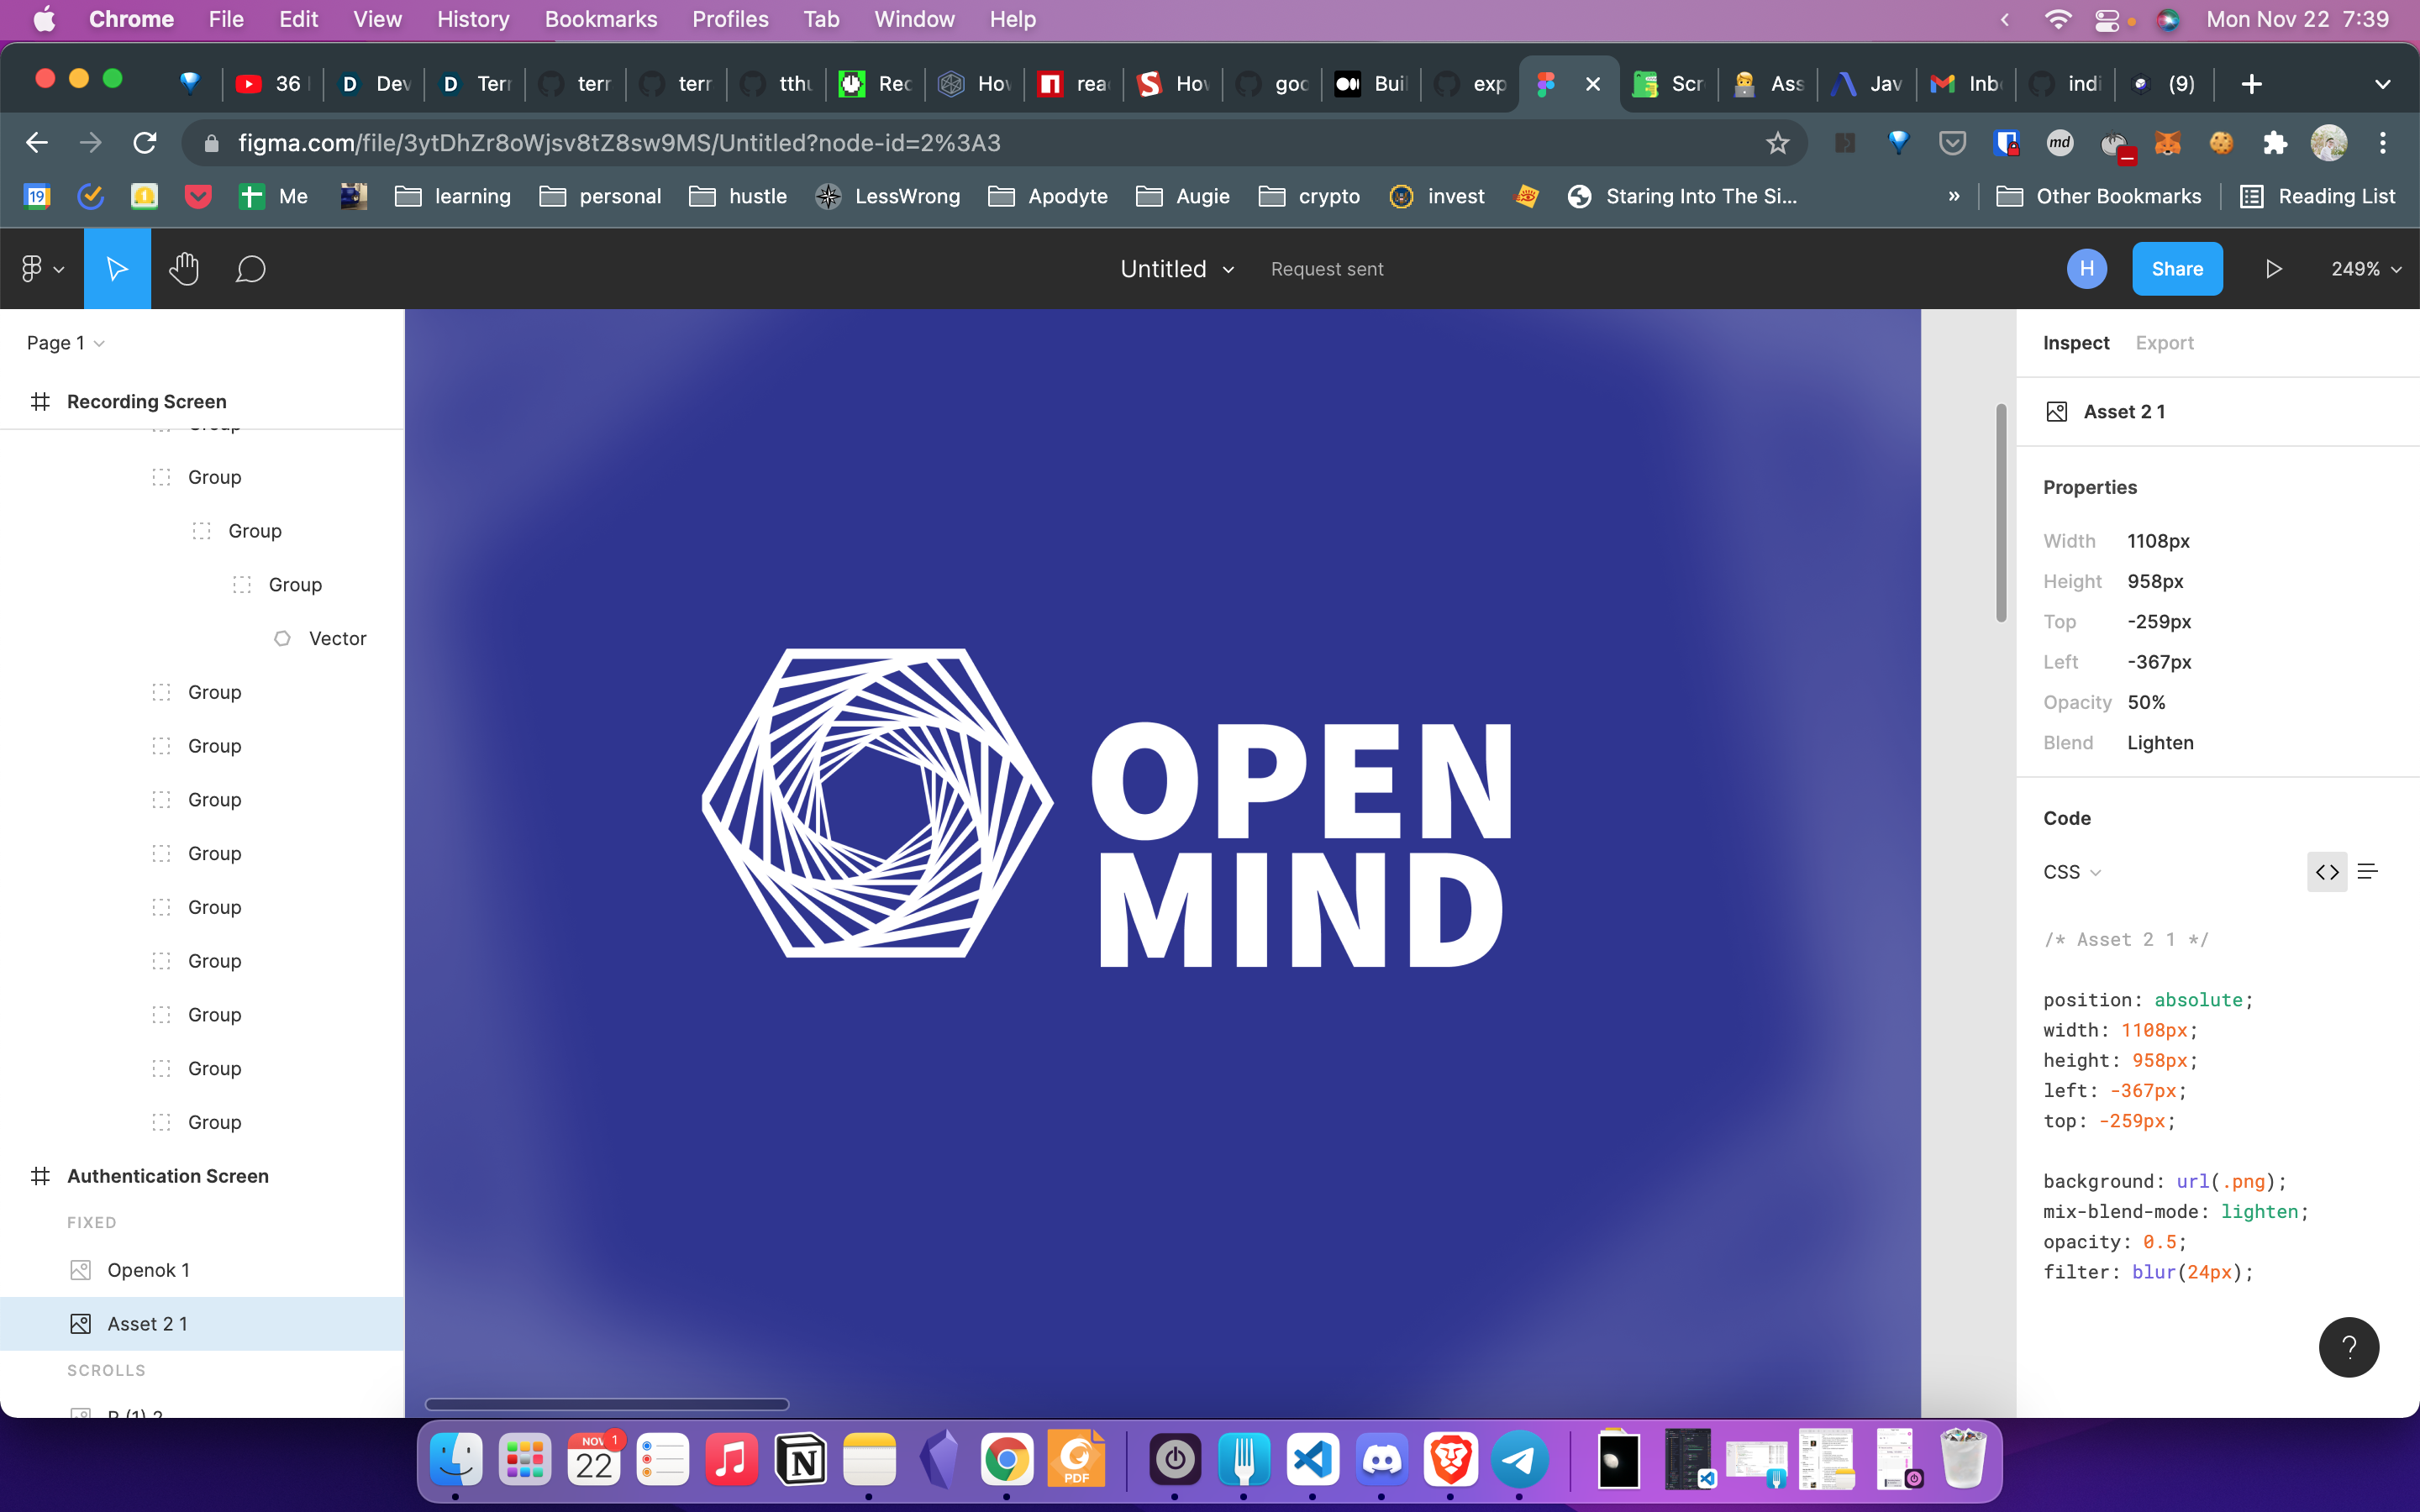 Chrome File Edit View History Bookmarks Profiles Tab Window Help Mon Nov 22 7:39
36 Dev Terr terr terr tthu Rec Hov rea Hov goo Buil exp Scr Ass Jav Inb indi (9)
figma.com/file/3ytDhZr8oWjsv8tZ8sw9MS/Untitled?node-id=2%3A3 md
19 Me learning personal hustle LessWrong Apodyte Augie crypto invest Staring Into The Si... » Other Bookmarks Reading List
Untitled Request sent H Share 249%
Page 1
Recording Screen
Group
Group
Group
Group
Vector
Group
Group
Group
Group
Group
Group
Group
Group
Group
Authentication Screen
FIXED
Openok 1
Asset 2 1
SCROLLS
OPEN
MIND
Inspect Export
Asset 2 1
Properties
Width 1108px
Height 958px
Top -259px
Left -367px
Opacity 50%
Blend Lighten
Code
CSS
/* Asset 2 1 */
position: absolute;
width: 1108px;
height: 958px;
left: -367px;
top: -259px;
background: url(.png);
mix-blend-mode: lighten;
opacity: 0.5;
filter: blur(24px);
?
NOV 1
22
PDF